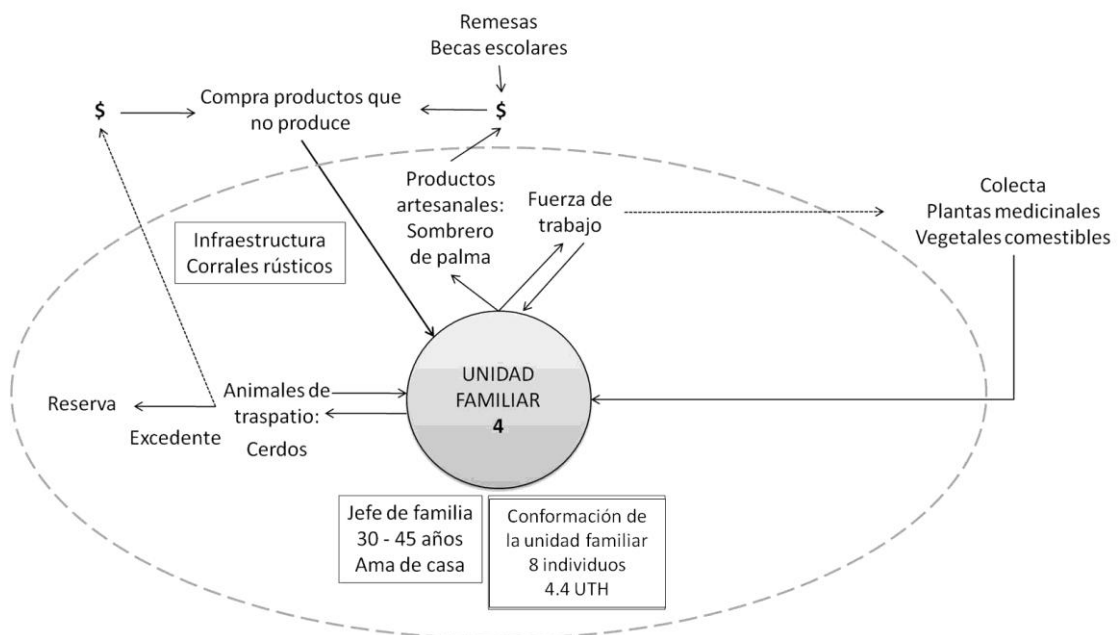 Remesas
Becas escolares
$
Compra productos que
no produce
$
Productos
artesanales:
Sombrero
de palma
Fuerza de
trabajo
Colecta
Plantas medicinales
Vegetales comestibles
Infraestructura
Corrales rústicos
UNIDAD
FAMILIAR
4
Reserva
Excedente
Animales de
traspatio:
Cerdos
Jefe de familia
30 - 45 años
Ama de casa
Conformación de
la unidad familiar
8 individuos
4.4 UTH